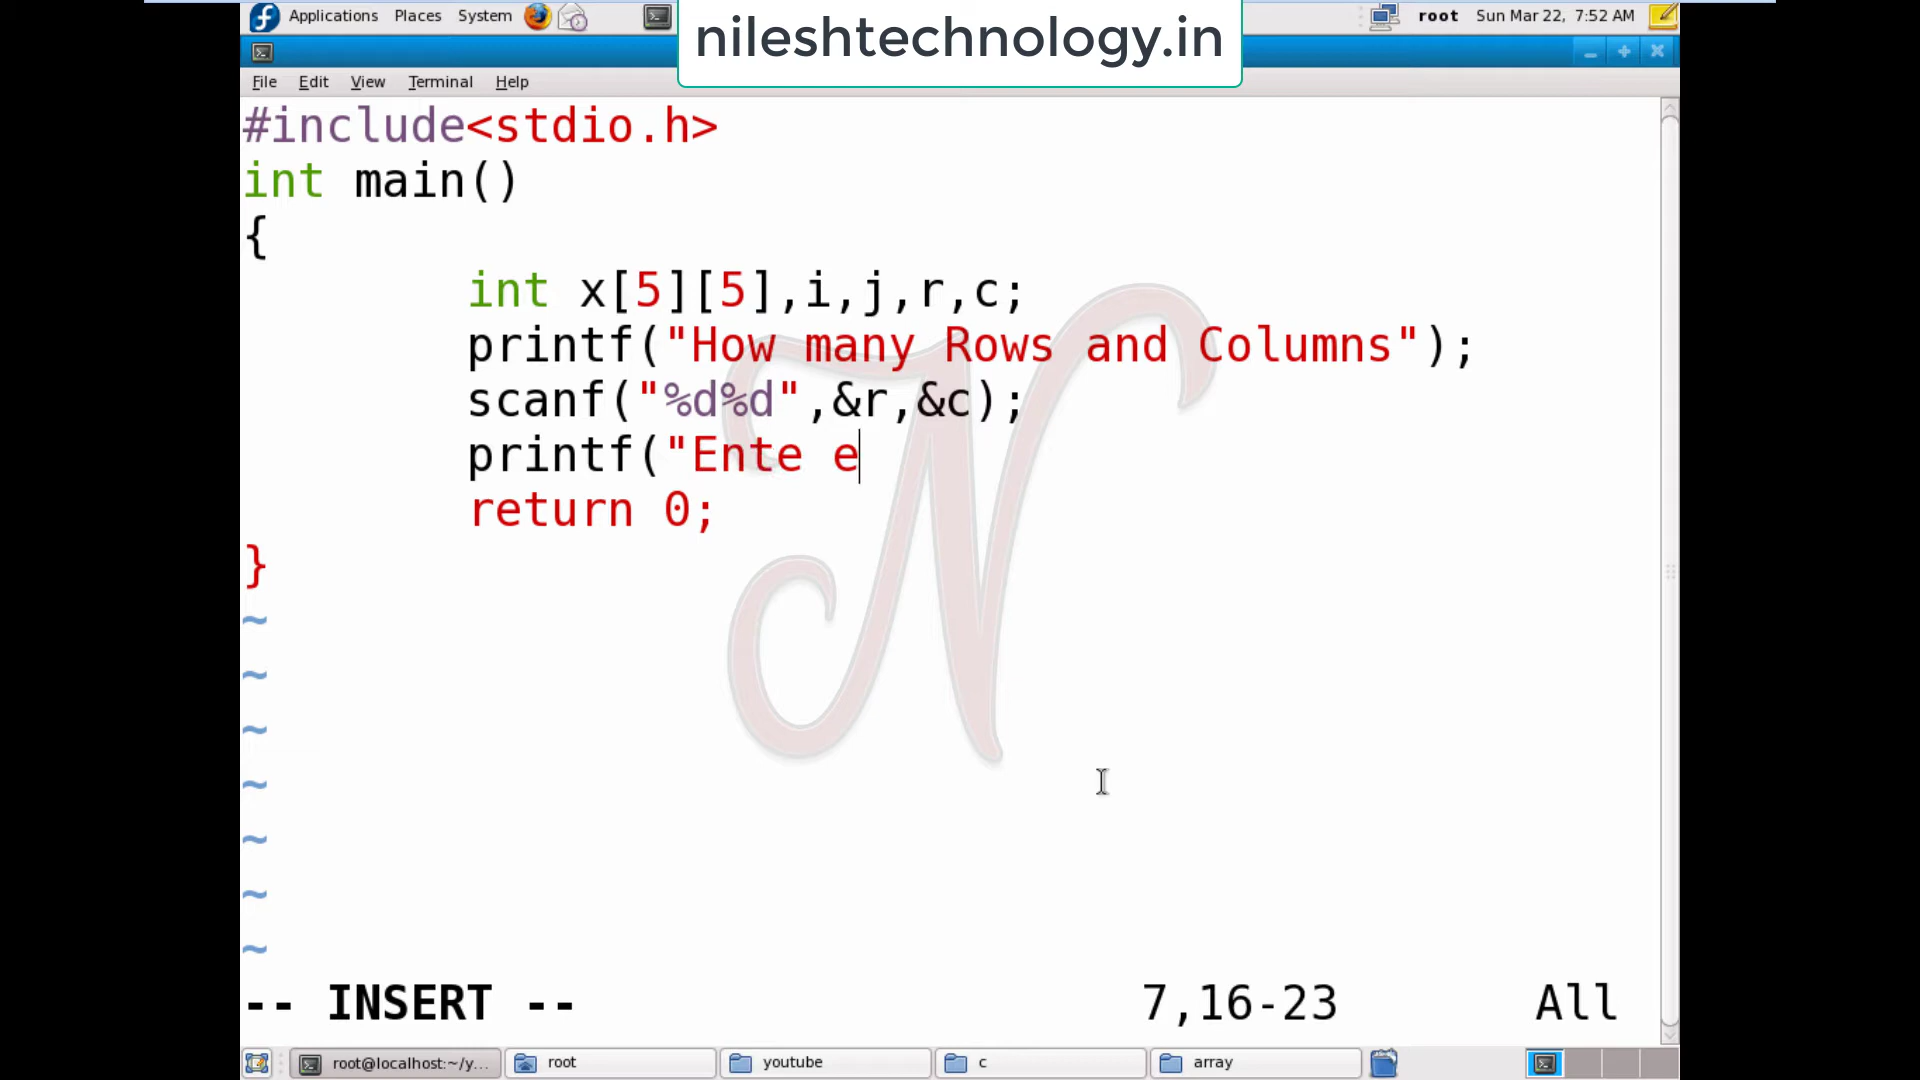 Applications Places System
nileshtechnology.in
root Sun Mar 22, 7:52 AM
File Edit View Terminal Help
#include<stdio.h>
int main()
{
int x[5][5],i,j,r,c;
printf("How many Rows and Columns");
scanf("%d%d",&r,&c);
printf("Ente e
return 0;
}
~
~
~
~
~
~
~
-- INSERT -- 7,16-23 All
root@localhost:~/y... root youtube c array